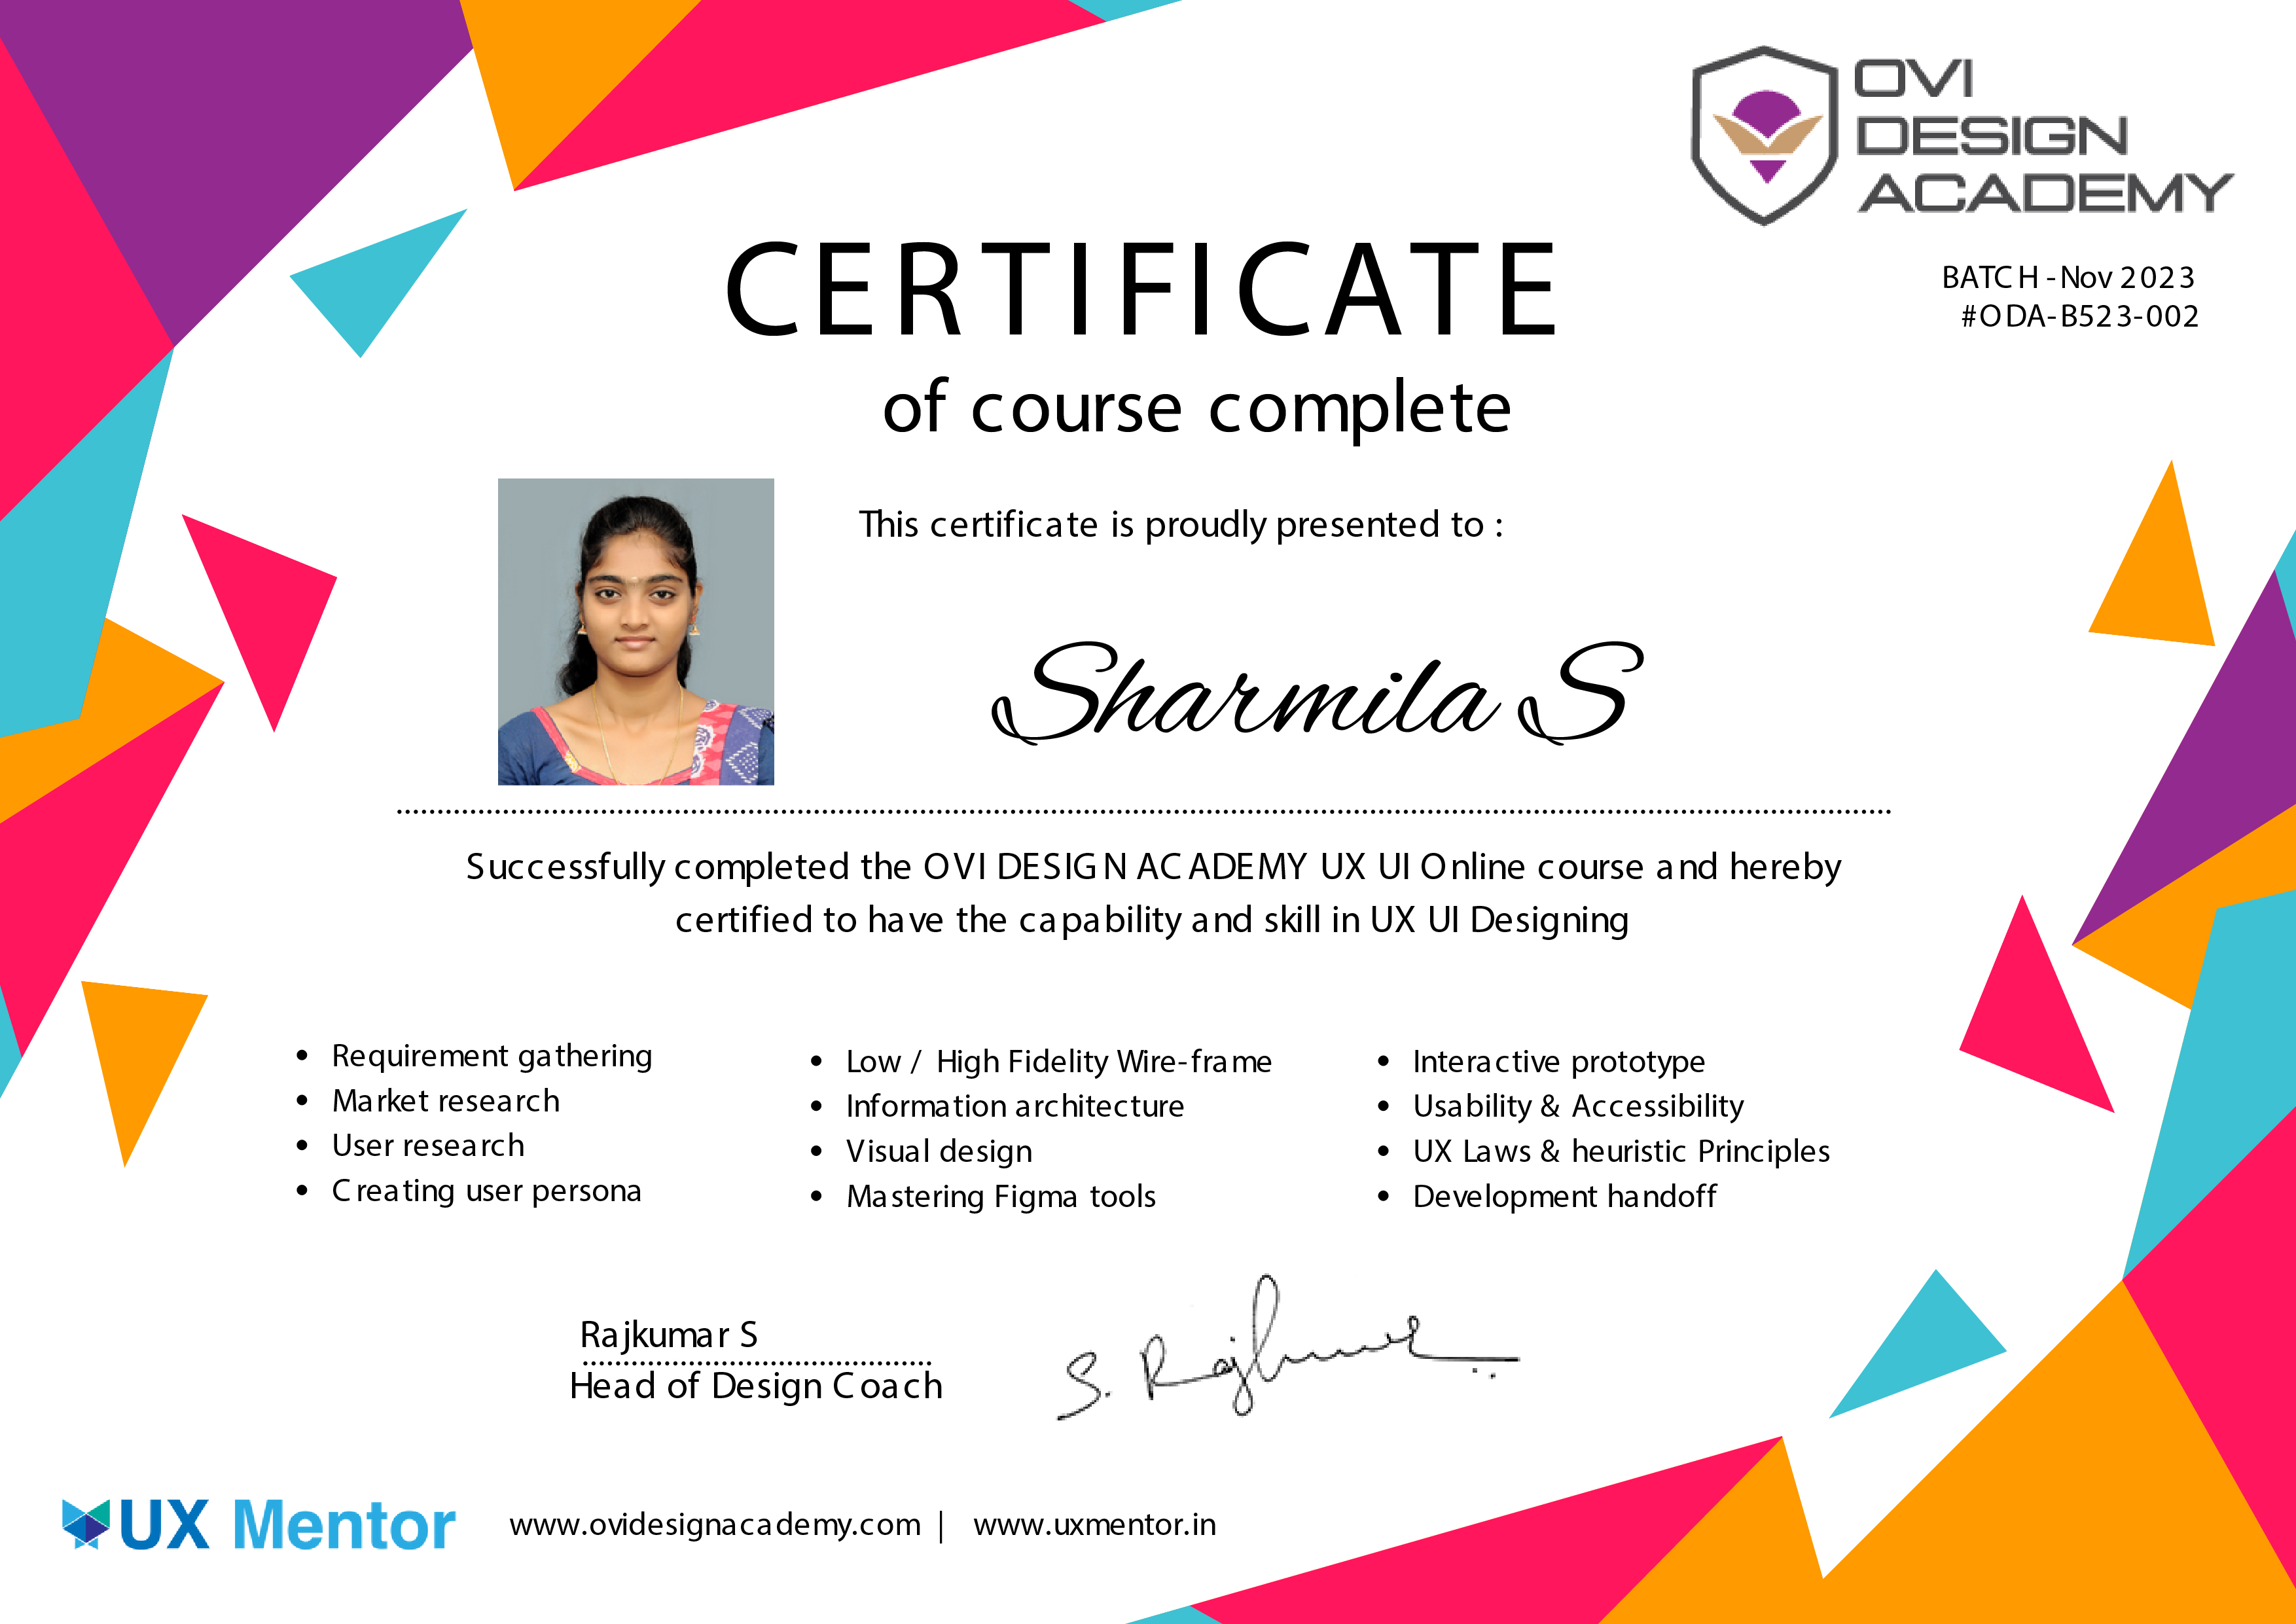 OVI
DESIGN
ACADEMY
BATCH - Nov 2023
#ODA-B523-002
CERTIFICATE
of course complete
This certificate is proudly presented to :
Sharmila S
Successfully completed the OVI DESIGN ACADEMY UX UI Online course and hereby
certified to have the capability and skill in UX UI Designing
• Requirement gathering
• Market research
• User research
• Creating user persona
• Low / High Fidelity Wire-frame
• Information architecture
• Visual design
• Mastering Figma tools
• Interactive prototype
• Usability & Accessibility
• UX Laws & heuristic Principles
• Development handoff
Rajkumar S
Head of Design Coach
S. Rajkumar
UX Mentor
www.ovidesignacademy.com | www.uxmentor.in